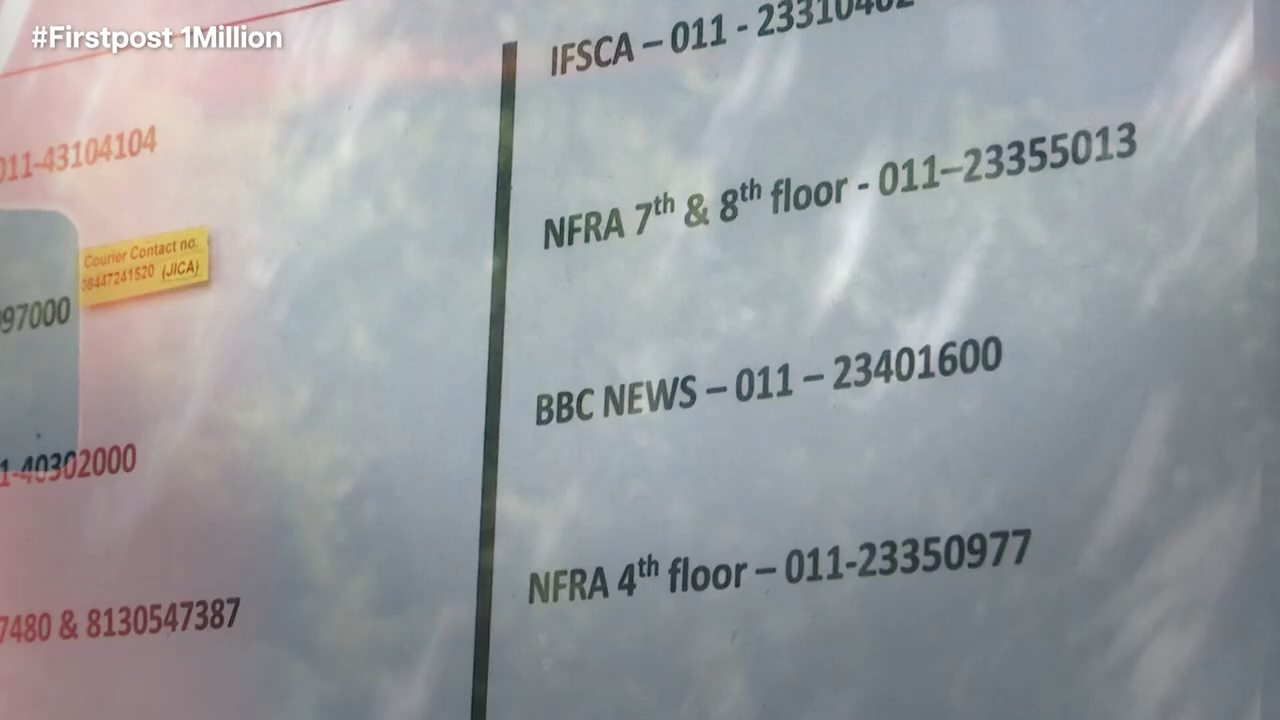 #Firstpost 1Million
011-43104104
Courier Contact no.
08447241520 (JICA)
97000
1-40302000
7480 & 8130547387
IFSCA – 011 - 23310402
NFRA 7th & 8th floor - 011–23355013
BBC NEWS – 011 – 23401600
NFRA 4th floor – 011-23350977